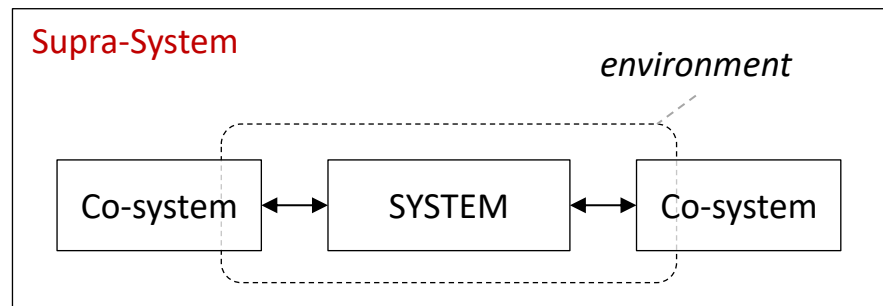 Supra-System
environment
Co-system
SYSTEM
Co-system